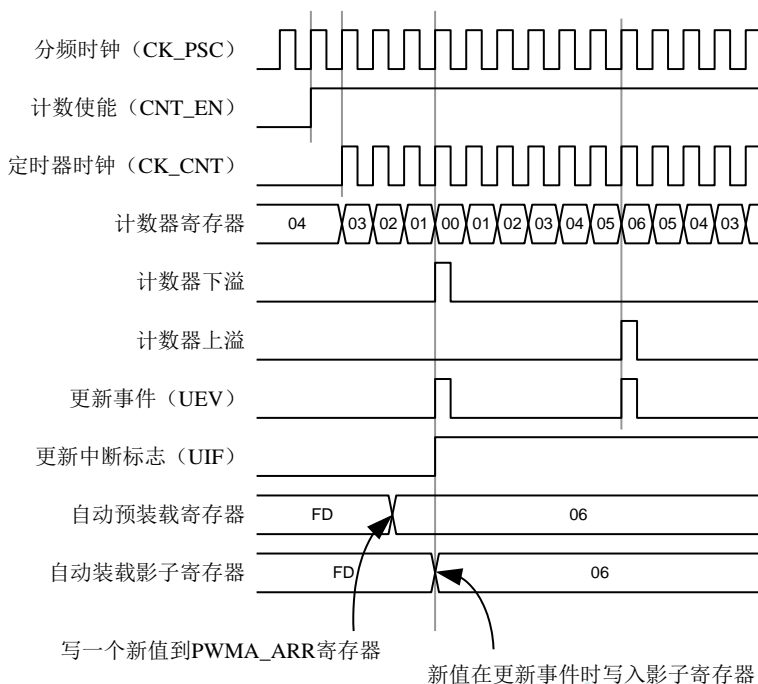 分频时钟（CK_PSC）
计数使能（CNT_EN）
定时器时钟（CK_CNT）
计数器寄存器 04 03 02 01 00 01 02 03 04 05 06 05 04 03
计数器下溢
计数器上溢
更新事件（UEV）
更新中断标志（UIF）
自动预装载寄存器 FD 06
自动装载影子寄存器 FD 06
写一个新值到PWMA_ARR寄存器
新值在更新事件时写入影子寄存器